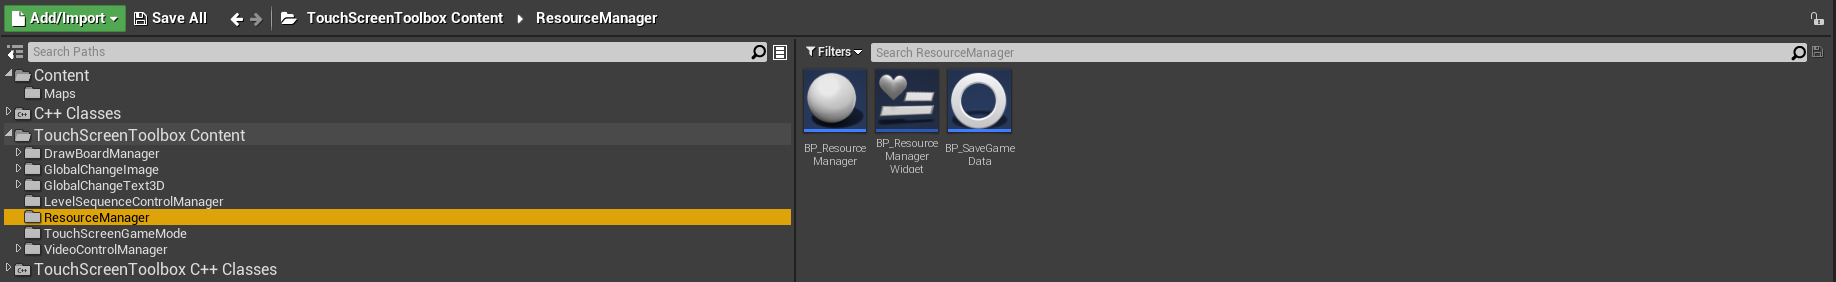 Add/Import
Save All
TouchScreenToolbox Content
ResourceManager
Search Paths
Content
Maps
C++ Classes
TouchScreenToolbox Content
DrawBoardManager
GlobalChangeImage
GlobalChangeText3D
LevelSequenceControlManager
ResourceManager
TouchScreenGameMode
VideoControlManager
TouchScreenToolbox C++ Classes
Filters
Search ResourceManager
BP_Resource
Manager
BP_Resource
Manager
Widget
BP_SaveGame
Data